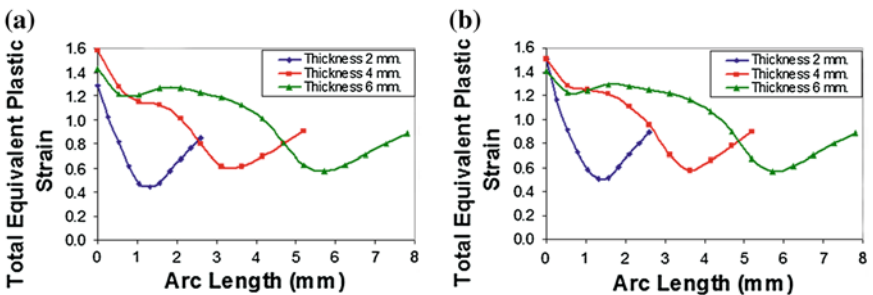 (a)
Total Equivalent Plastic
Strain
1.6
1.4
1.2
1.0
0.8
0.6
0.4
0.2
0.0
Thickness 2 mm.
Thickness 4 mm.
Thickness 6 mm.
0 1 2 3 4 5 6 7 8
Arc Length (mm)
(b)
Total Equivalent Plastic
Strain
1.6
1.4
1.2
1.0
0.8
0.6
0.4
0.2
0.0
Thickness 2 mm.
Thickness 4 mm.
Thickness 6 mm.
0 1 2 3 4 5 6 7 8
Arc Length (mm)